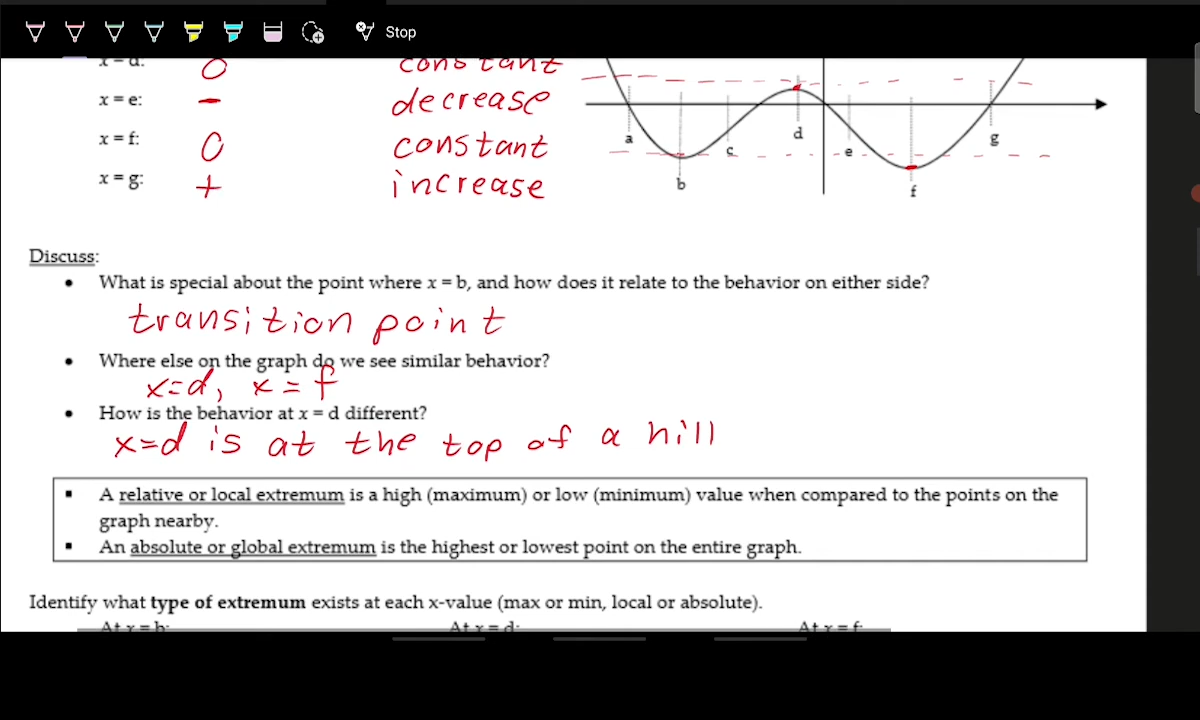 Stop
x = d: 0 constant
x = e: - decrease
x = f: 0 constant
x = g: + increase
a b c d e f g
Discuss:
• What is special about the point where x = b, and how does it relate to the behavior on either side?
transition point
• Where else on the graph do we see similar behavior?
x=d, x=f
• How is the behavior at x = d different?
x=d is at the top of a hill
▪ A relative or local extremum is a high (maximum) or low (minimum) value when compared to the points on the
graph nearby.
▪ An absolute or global extremum is the highest or lowest point on the entire graph.
Identify what type of extremum exists at each x-value (max or min, local or absolute).
At x = b: At x = d: At x = f: